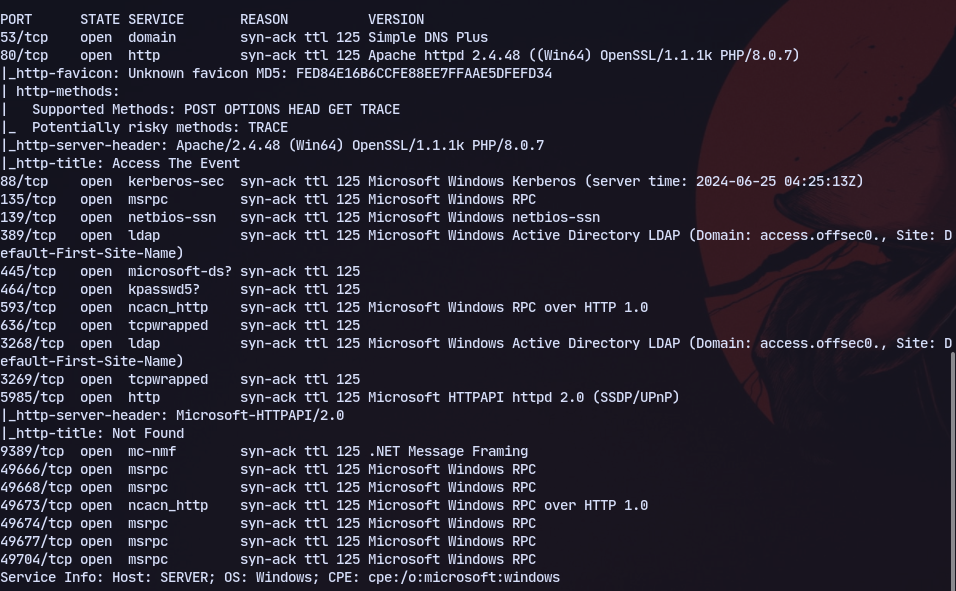 PORT      STATE SERVICE       REASON          VERSION
53/tcp    open  domain        syn-ack ttl 125 Simple DNS Plus
80/tcp    open  http          syn-ack ttl 125 Apache httpd 2.4.48 ((Win64) OpenSSL/1.1.1k PHP/8.0.7)
|_http-favicon: Unknown favicon MD5: FED84E16B6CCFE88EE7FFAAE5DFEFD34
| http-methods:
|   Supported Methods: POST OPTIONS HEAD GET TRACE
|_  Potentially risky methods: TRACE
|_http-server-header: Apache/2.4.48 (Win64) OpenSSL/1.1.1k PHP/8.0.7
|_http-title: Access The Event
88/tcp    open  kerberos-sec  syn-ack ttl 125 Microsoft Windows Kerberos (server time: 2024-06-25 04:25:13Z)
135/tcp   open  msrpc         syn-ack ttl 125 Microsoft Windows RPC
139/tcp   open  netbios-ssn   syn-ack ttl 125 Microsoft Windows netbios-ssn
389/tcp   open  ldap          syn-ack ttl 125 Microsoft Windows Active Directory LDAP (Domain: access.offsec0., Site: D
efault-First-Site-Name)
445/tcp   open  microsoft-ds? syn-ack ttl 125
464/tcp   open  kpasswd5?     syn-ack ttl 125
593/tcp   open  ncacn_http    syn-ack ttl 125 Microsoft Windows RPC over HTTP 1.0
636/tcp   open  tcpwrapped    syn-ack ttl 125
3268/tcp  open  ldap          syn-ack ttl 125 Microsoft Windows Active Directory LDAP (Domain: access.offsec0., Site: D
efault-First-Site-Name)
3269/tcp  open  tcpwrapped    syn-ack ttl 125
5985/tcp  open  http          syn-ack ttl 125 Microsoft HTTPAPI httpd 2.0 (SSDP/UPnP)
|_http-server-header: Microsoft-HTTPAPI/2.0
|_http-title: Not Found
9389/tcp  open  mc-nmf        syn-ack ttl 125 .NET Message Framing
49666/tcp open  msrpc         syn-ack ttl 125 Microsoft Windows RPC
49668/tcp open  msrpc         syn-ack ttl 125 Microsoft Windows RPC
49673/tcp open  ncacn_http    syn-ack ttl 125 Microsoft Windows RPC over HTTP 1.0
49674/tcp open  msrpc         syn-ack ttl 125 Microsoft Windows RPC
49677/tcp open  msrpc         syn-ack ttl 125 Microsoft Windows RPC
49704/tcp open  msrpc         syn-ack ttl 125 Microsoft Windows RPC
Service Info: Host: SERVER; OS: Windows; CPE: cpe:/o:microsoft:windows